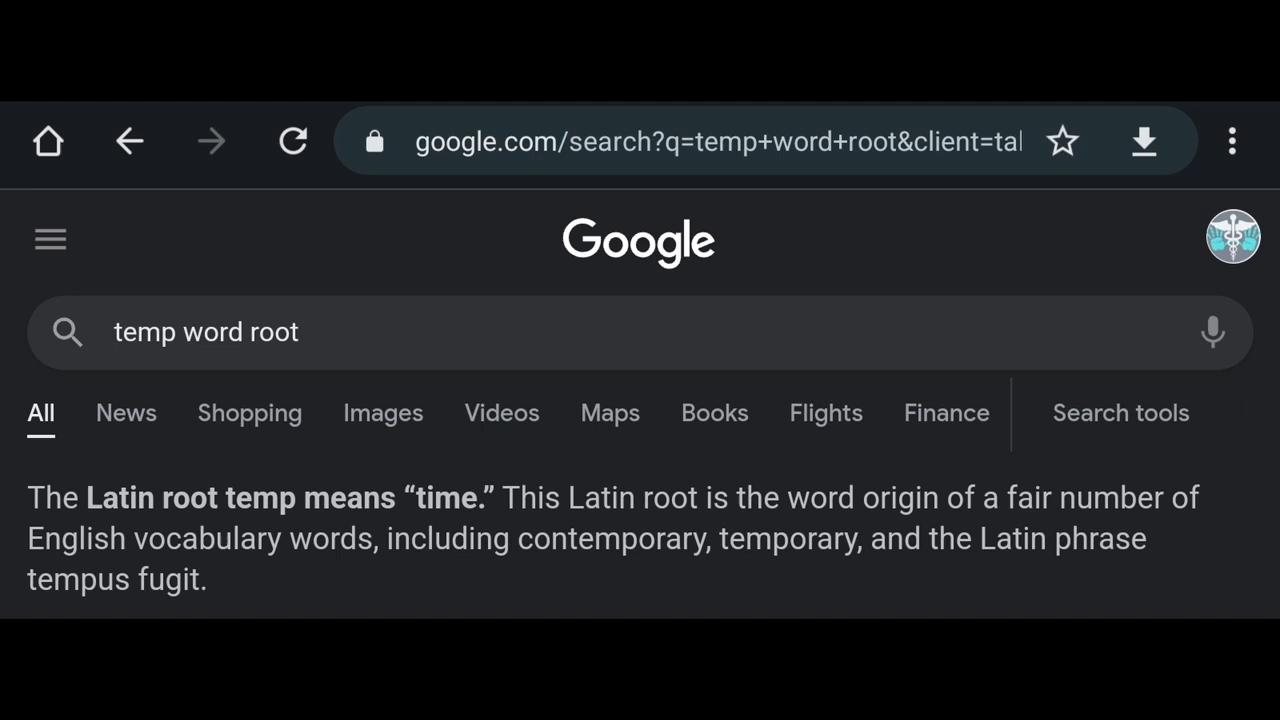 google.com/search?q=temp+word+root&client=tal
Google
temp word root
All News Shopping Images Videos Maps Books Flights Finance Search tools
The Latin root temp means “time.” This Latin root is the word origin of a fair number of
English vocabulary words, including contemporary, temporary, and the Latin phrase
tempus fugit.